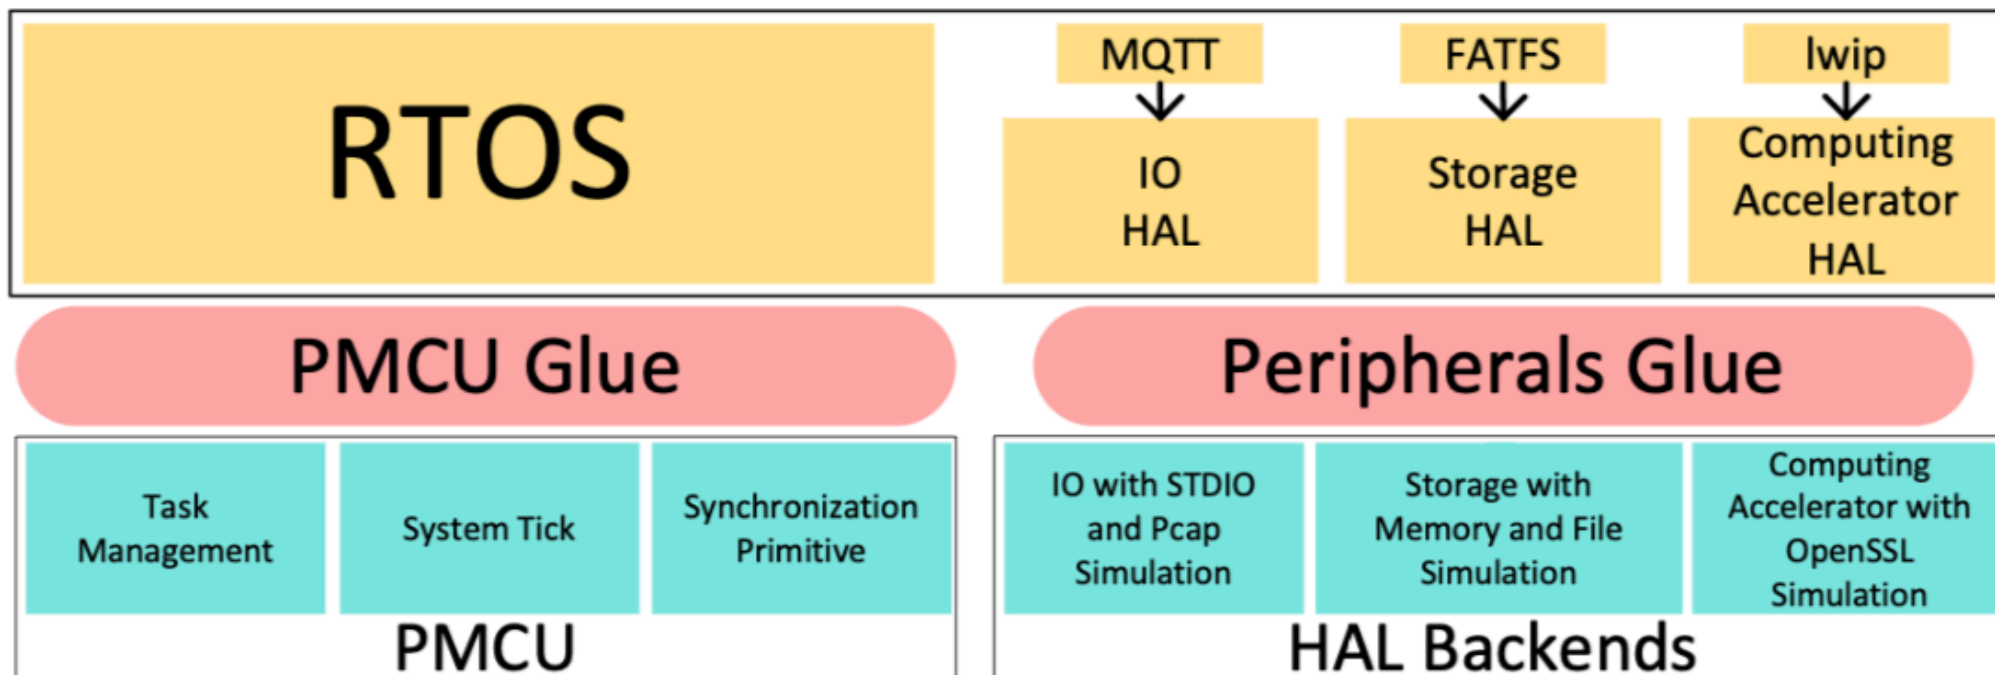 RTOS
MQTT
IO
HAL
FATFS
Storage
HAL
lwip
Computing
Accelerator
HAL
PMCU Glue
Peripherals Glue
Task
Management
System Tick
Synchronization
Primitive
PMCU
IO with STDIO
and Pcap
Simulation
Storage with
Memory and File
Simulation
Computing
Accelerator with
OpenSSL
Simulation
HAL Backends